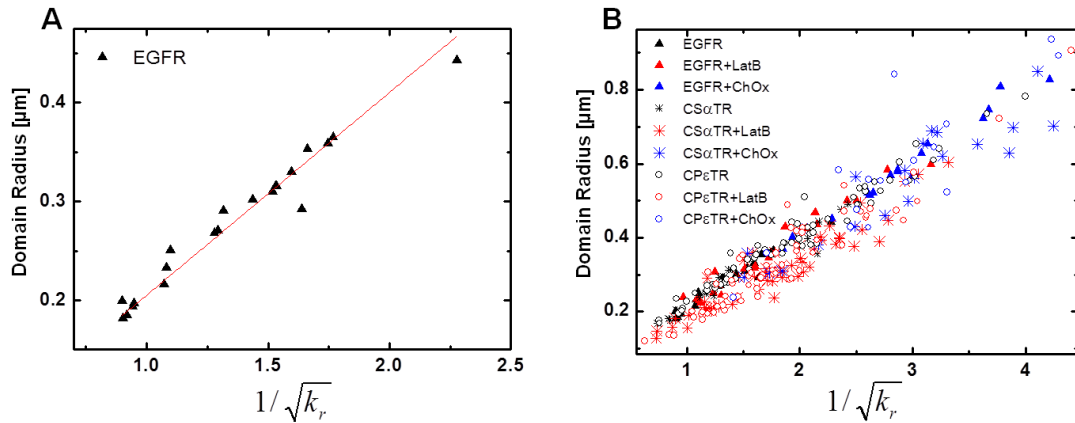 A
EGFR
Domain Radius [µm]
0.4
0.3
0.2
1.0
1.5
2.0
2.5
1/√k_r
B
EGFR
EGFR+LatB
EGFR+ChOx
CSαTR
CSαTR+LatB
CSαTR+ChOx
CPεTR
CPεTR+LatB
CPεTR+ChOx
Domain Radius [µm]
0.8
0.6
0.4
0.2
1
2
3
4
1/√k_r